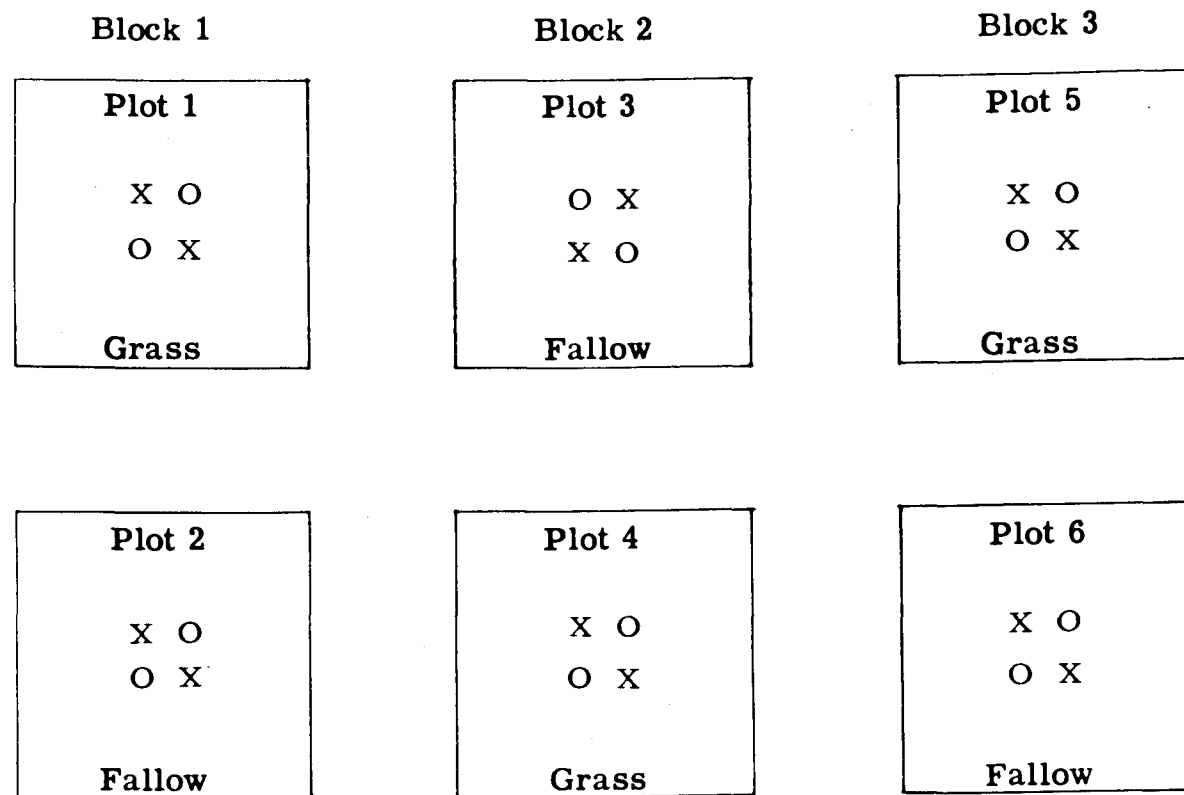 Block 1 Block 2 Block 3
Plot 1 Plot 3 Plot 5
X O O X X O
O X X O O X
Grass Fallow Grass
Plot 2 Plot 4 Plot 6
X O X O X O
O X O X O X
Fallow Grass Fallow